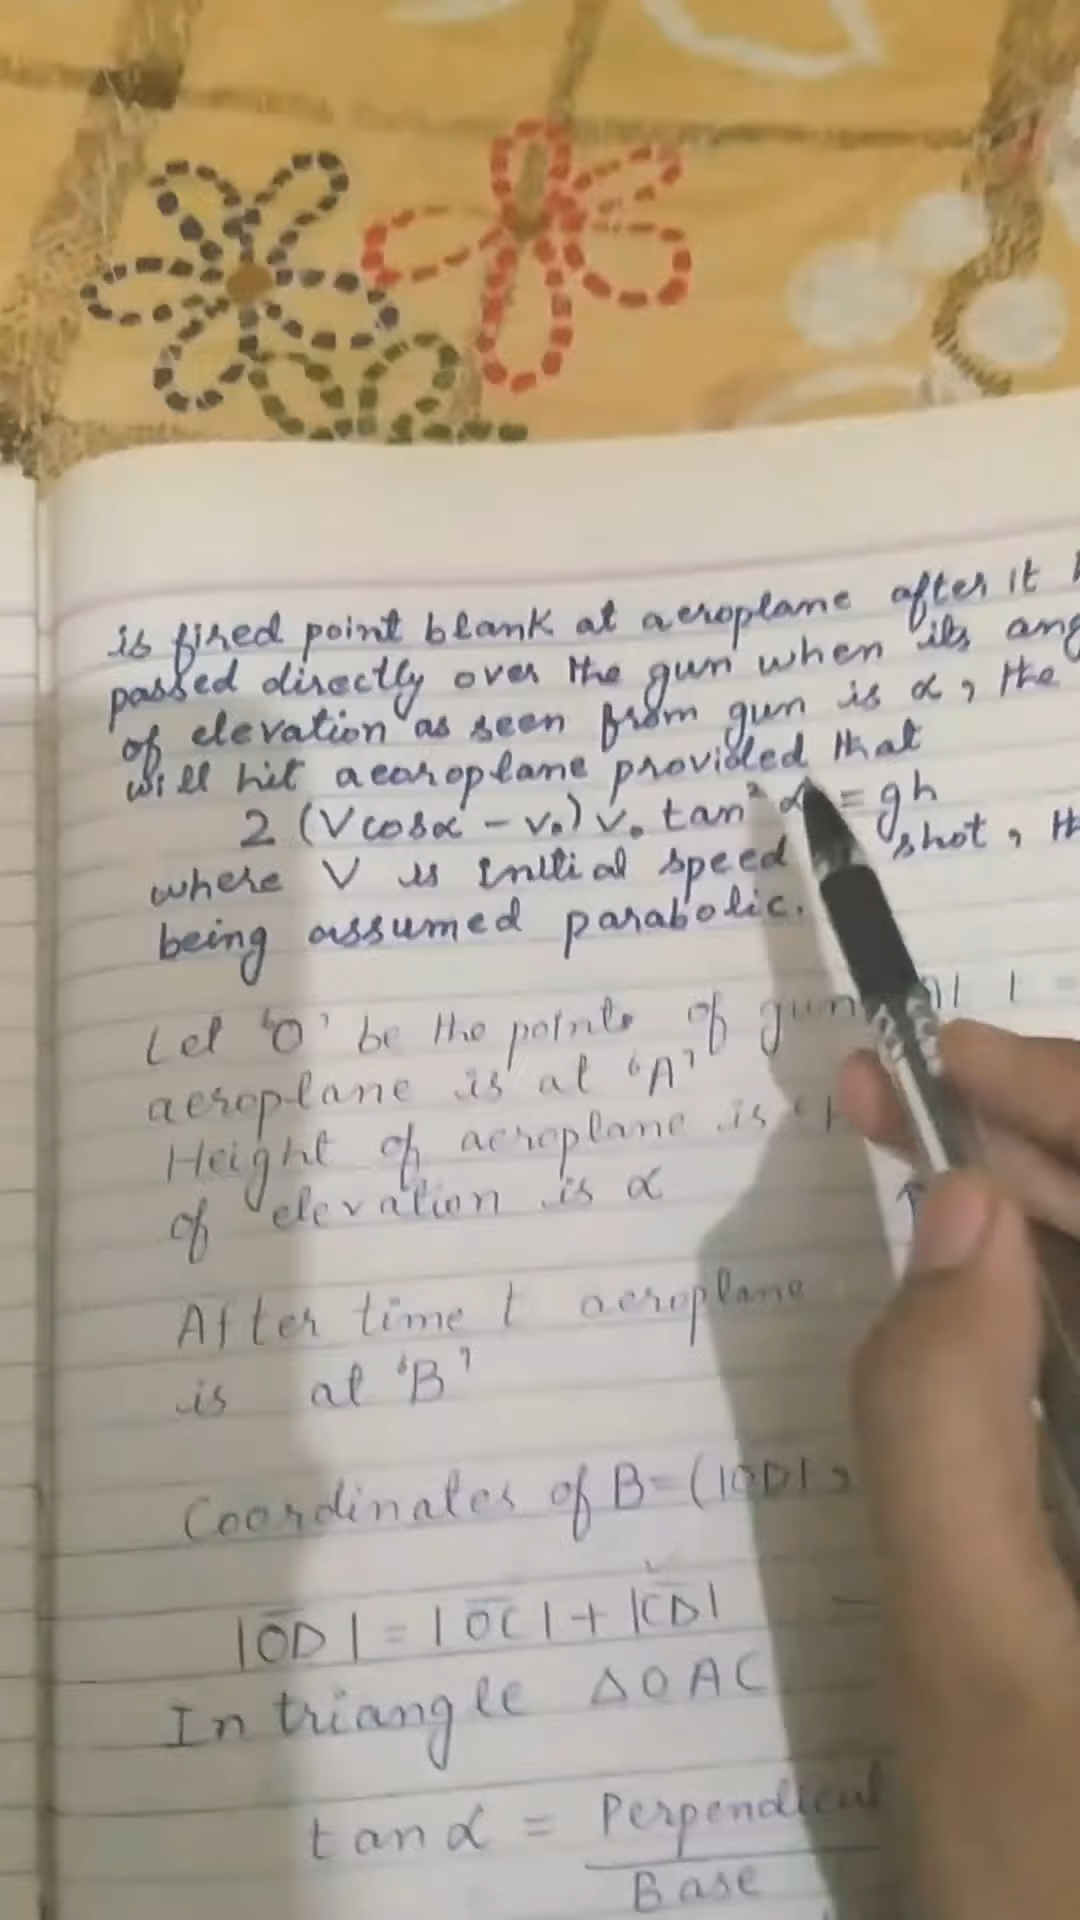 is fired point blank at aeroplane after it
passed directly over the gun when its ang
of elevation as seen from gun is α, the
will hit aearoplane provided that
2 (Vcosα - v₀) v₀ tan² α = gh
where V is initial speed shot, th
being assumed parabolic.
Let 'O' be the points of gun
aeroplane is at 'A'
Height of aeroplane is
of elevation is α
After time t aeroplane
is at 'B'
Coordinates of B=(|OD|,
|OD| = |OC| + |CD|
In triangle ΔOAC
tan α = Perpendicul
Base